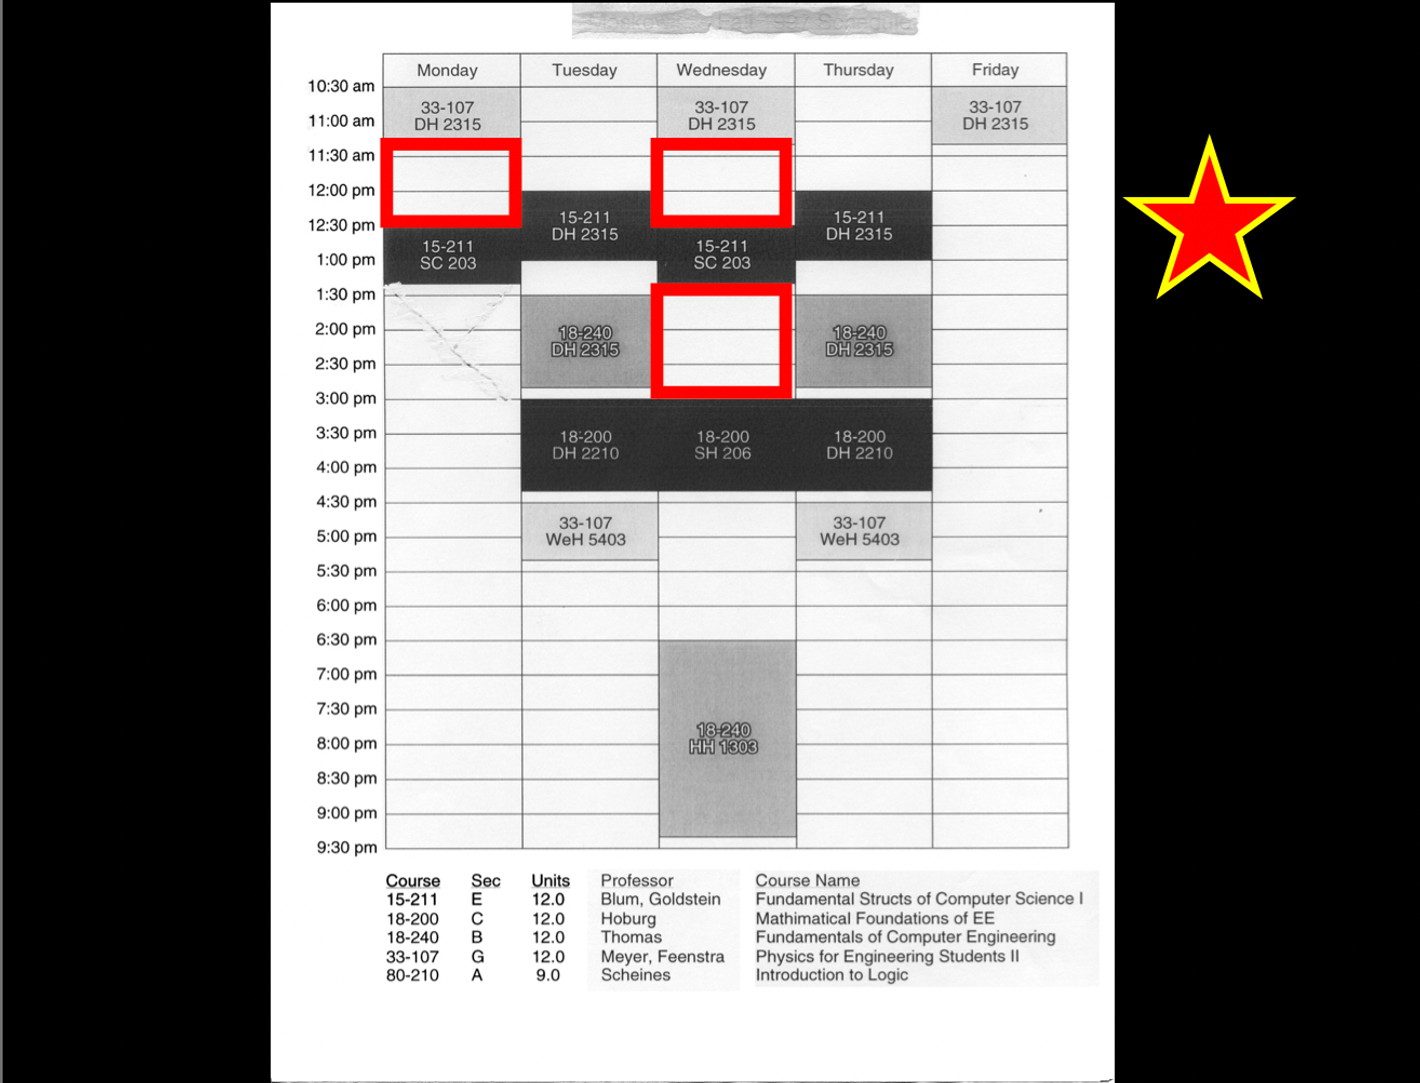 Fall
Monday Tuesday Wednesday Thursday Friday
10:30 am
33-107 33-107 33-107
DH 2315 DH 2315 DH 2315
11:00 am
11:30 am
12:00 pm
15-211 15-211
DH 2315 DH 2315
12:30 pm
15-211 15-211
SC 203 SC 203
1:00 pm
1:30 pm
2:00 pm
18-240 18-240
DH 2315 DH 2315
2:30 pm
3:00 pm
3:30 pm
18-200 18-200 18-200
DH 2210 SH 206 DH 2210
4:00 pm
4:30 pm
33-107 33-107
WeH 5403 WeH 5403
5:00 pm
5:30 pm
6:00 pm
6:30 pm
7:00 pm
7:30 pm
18-240
HH 1303
8:00 pm
8:30 pm
9:00 pm
9:30 pm
Course Sec Units Professor Course Name
15-211 E 12.0 Blum, Goldstein Fundamental Structs of Computer Science I
18-200 C 12.0 Hoburg Mathimatical Foundations of EE
18-240 B 12.0 Thomas Fundamentals of Computer Engineering
33-107 G 12.0 Meyer, Feenstra Physics for Engineering Students II
80-210 A 9.0 Scheines Introduction to Logic